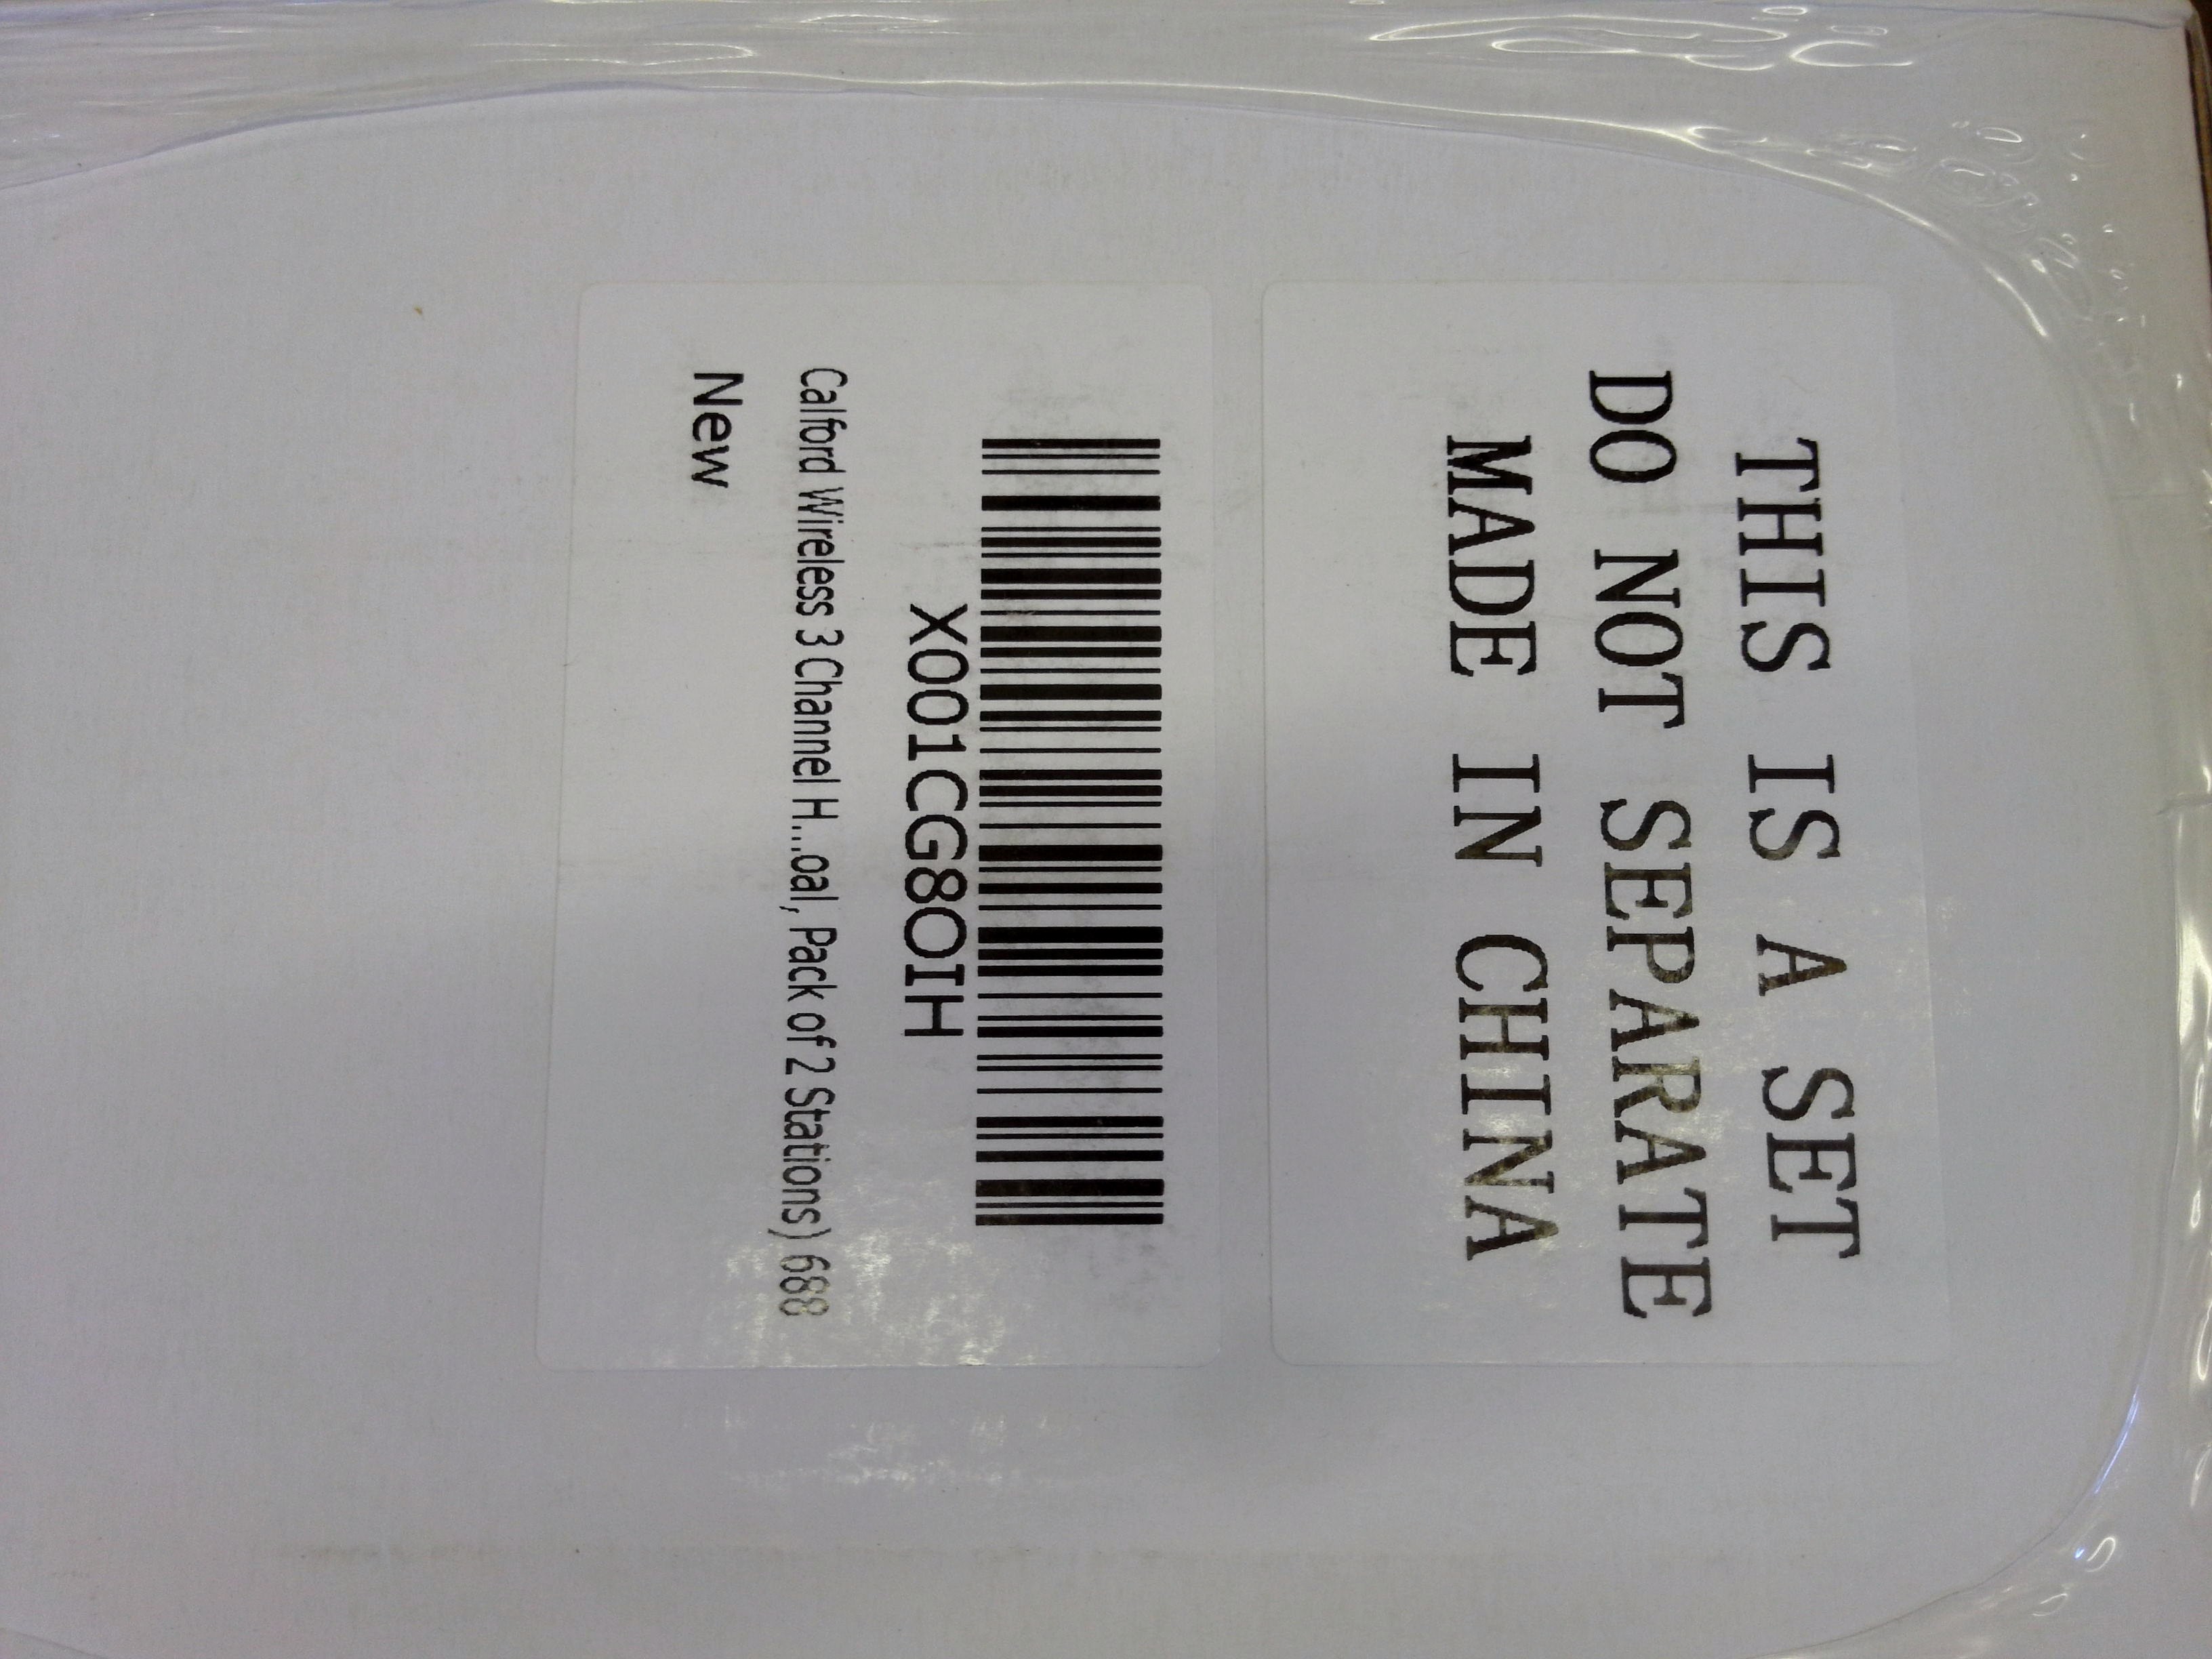 THIS IS A SET
DO NOT SEPARATE
MADE IN CHINA
X001CG8OIH
Calford Wireless 3 Channel H...oal, Pack of 2 Stations) 688
New